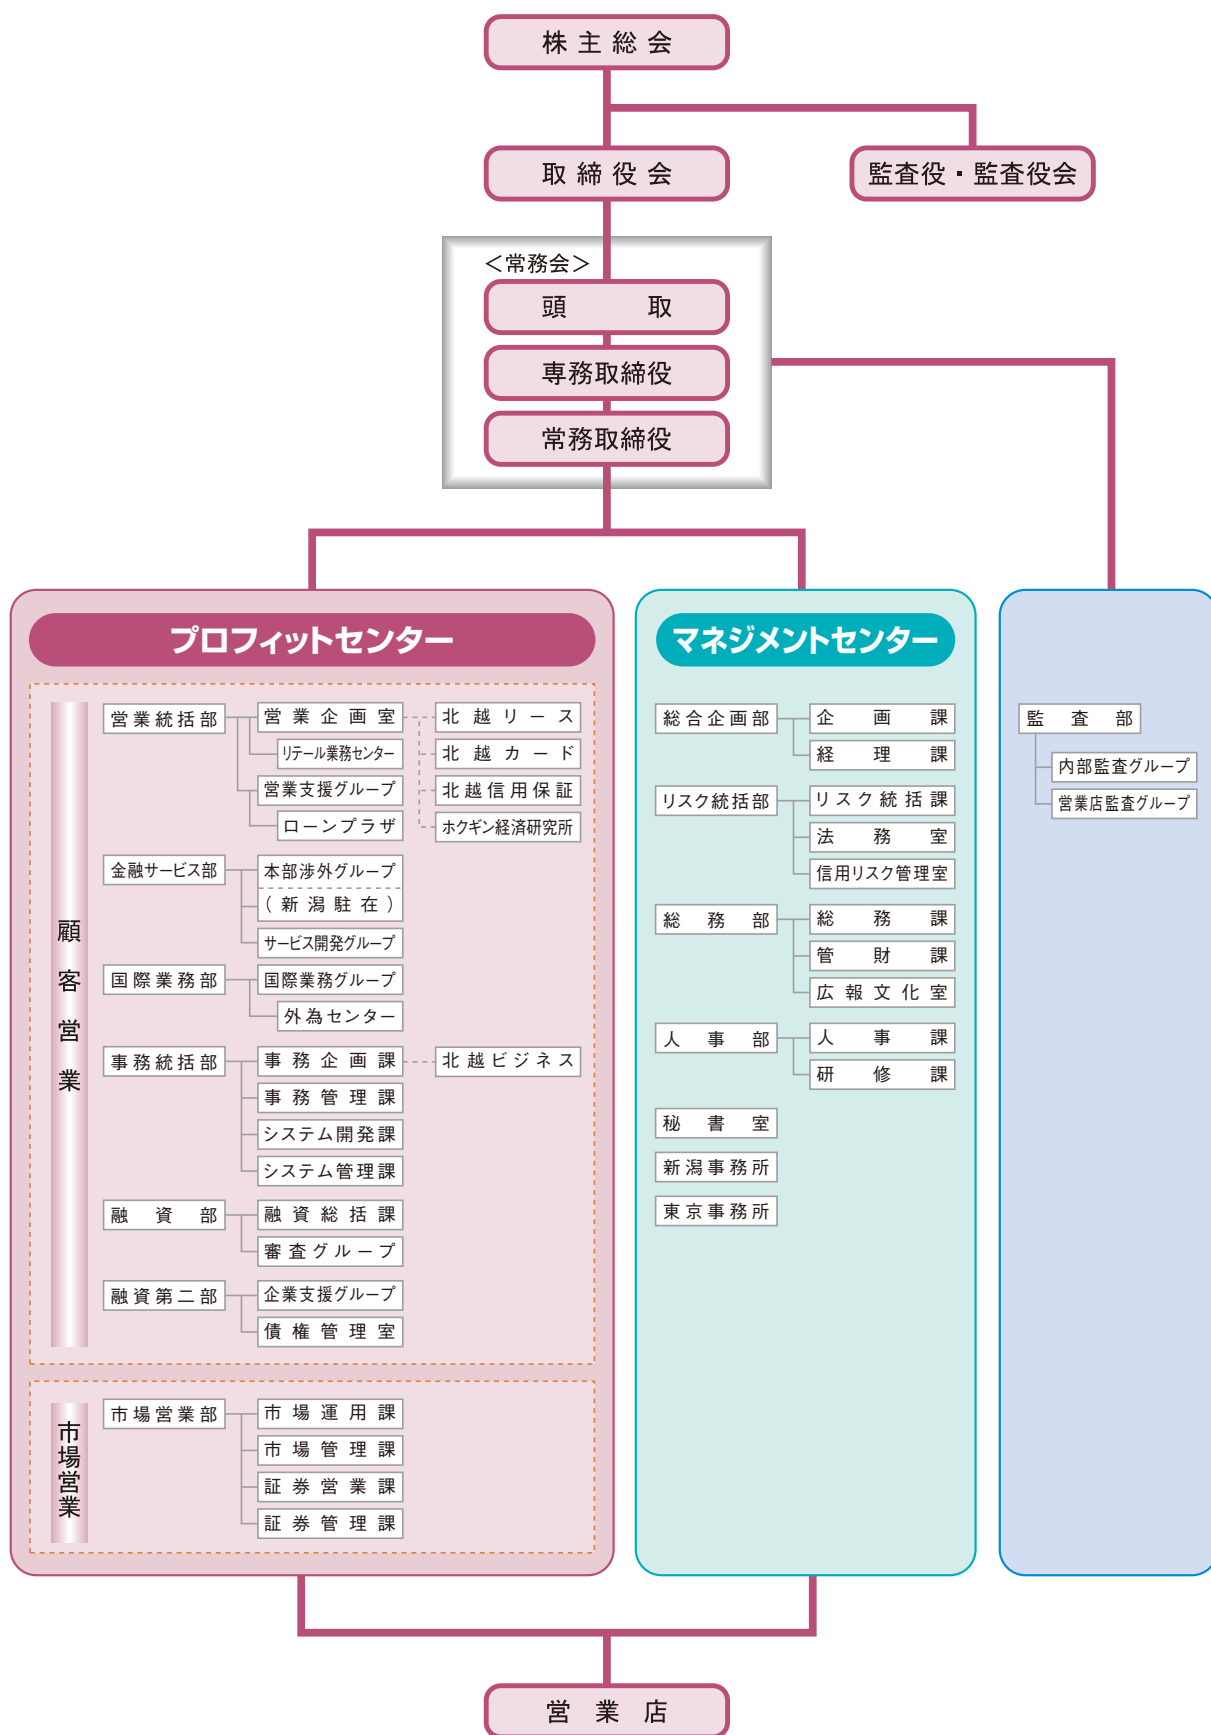 株主総会
取締役会
監査役・監査役会
＜常務会＞
頭取
専務取締役
常務取締役
プロフィットセンター
顧客営業
営業統括部
営業企画室
リテール業務センター
営業支援グループ
ローンプラザ
北越リース
北越カード
北越信用保証
ホクギン経済研究所
金融サービス部
本部渉外グループ
（新潟駐在）
サービス開発グループ
国際業務部
国際業務グループ
外為センター
事務統括部
事務企画課
北越ビジネス
事務管理課
システム開発課
システム管理課
融資部
融資総括課
審査グループ
融資第二部
企業支援グループ
債権管理室
市場営業
市場営業部
市場運用課
市場管理課
証券営業課
証券管理課
マネジメントセンター
総合企画部
企画課
経理課
リスク統括部
リスク統括課
法務室
信用リスク管理室
総務部
総務課
管財課
広報文化室
人事部
人事課
研修課
秘書室
新潟事務所
東京事務所
監査部
内部監査グループ
営業店監査グループ
営業店